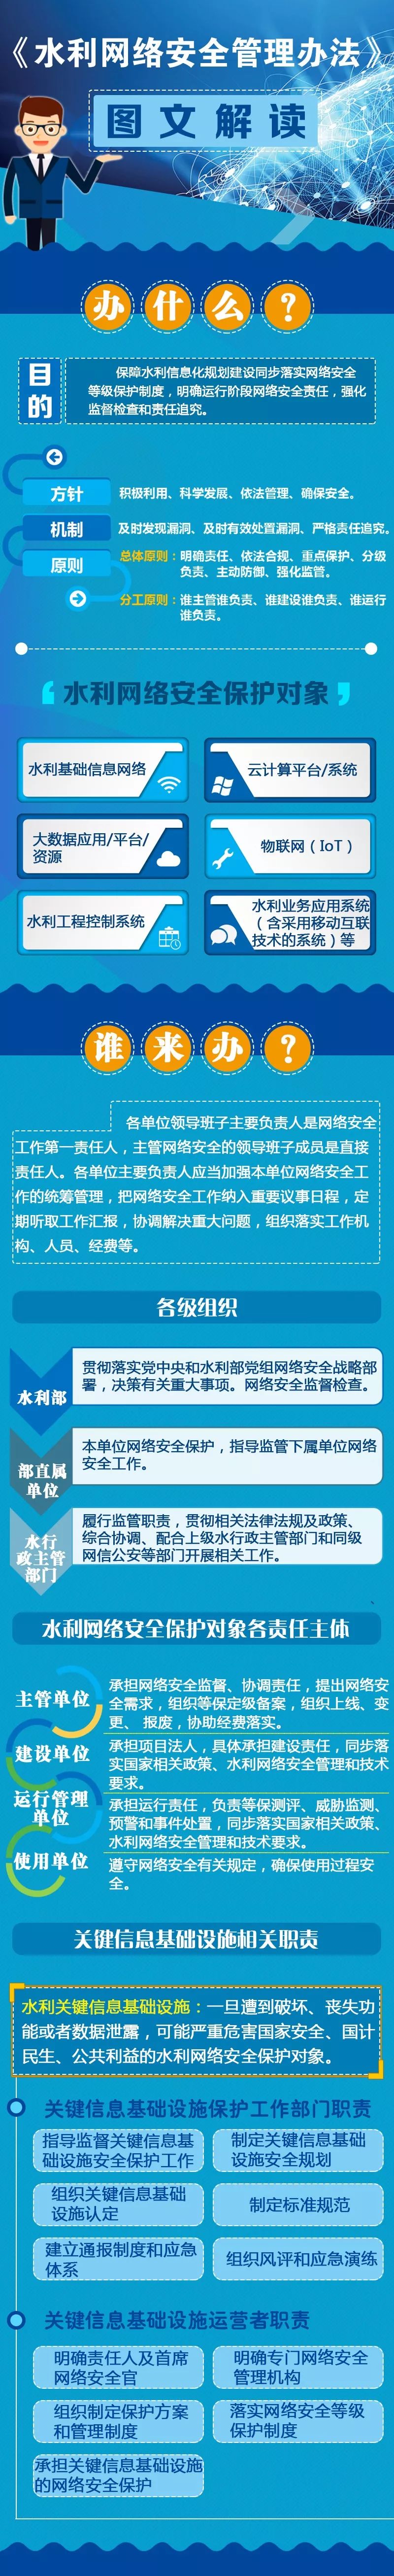 《水利网络安全管理办法》
图文解读
办什么?
目的
保障水利信息化规划建设同步落实网络安全
等级保护制度，明确运行阶段网络安全责任，强化
监督检查和责任追究。
方针
积极利用、科学发展、依法管理、确保安全。
机制
及时发现漏洞、及时有效处置漏洞、严格责任追究。
原则
总体原则：明确责任、依法合规、重点保护、分级
负责、主动防御、强化监管。
分工原则：谁主管谁负责、谁建设谁负责、谁运行
谁负责。
水利网络安全保护对象
水利基础信息网络
云计算平台/系统
大数据应用/平台/
资源
物联网（IoT）
水利工程控制系统
水利业务应用系统
（含采用移动互联
技术的系统）等
谁来办?
各单位领导班子主要负责人是网络安全
工作第一责任人，主管网络安全的领导班子成员是直接
责任人。各单位主要负责人应当加强本单位网络安全工
作的统筹管理，把网络安全工作纳入重要议事日程，定
期听取工作汇报，协调解决重大问题，组织落实工作机
构、人员、经费等。
各级组织
水利部
贯彻落实党中央和水利部党组网络安全战略部
署，决策有关重大事项。网络安全监督检查。
部直属
单位
本单位网络安全保护，指导监管下属单位网络
安全工作。
水行
政主管
部门
履行监管职责，贯彻相关法律法规及政策、
综合协调、配合上级水行政主管部门和同级
网信公安等部门开展相关工作。
水利网络安全保护对象各责任主体
主管单位
承担网络安全监督、协调责任，提出网络安
全需求，组织等保定级备案，组织上线、变
更、报废，协助经费落实。
建设单位
承担项目法人，具体承担建设责任，同步落
实国家相关政策、水利网络安全管理和技术
要求。
运行管理
单位
承担运行责任，负责等保测评、威胁监测、
预警和事件处置，同步落实国家相关政策、
水利网络安全管理和技术要求。
使用单位
遵守网络安全有关规定，确保使用过程安
全。
关键信息基础设施相关职责
水利关键信息基础设施：一旦遭到破坏、丧失功
能或者数据泄露，可能严重危害国家安全、国计
民生、公共利益的水利网络安全保护对象。
关键信息基础设施保护工作部门职责
指导监督关键信息基
础设施安全保护工作
制定关键信息基础
设施安全规划
组织关键信息基础
设施认定
制定标准规范
建立通报制度和应急
体系
组织风评和应急演练
关键信息基础设施运营者职责
明确责任人及首席
网络安全官
明确专门网络安全
管理机构
组织制定保护方案
和管理制度
落实网络安全等级
保护制度
承担关键信息基础设施
的网络安全保护